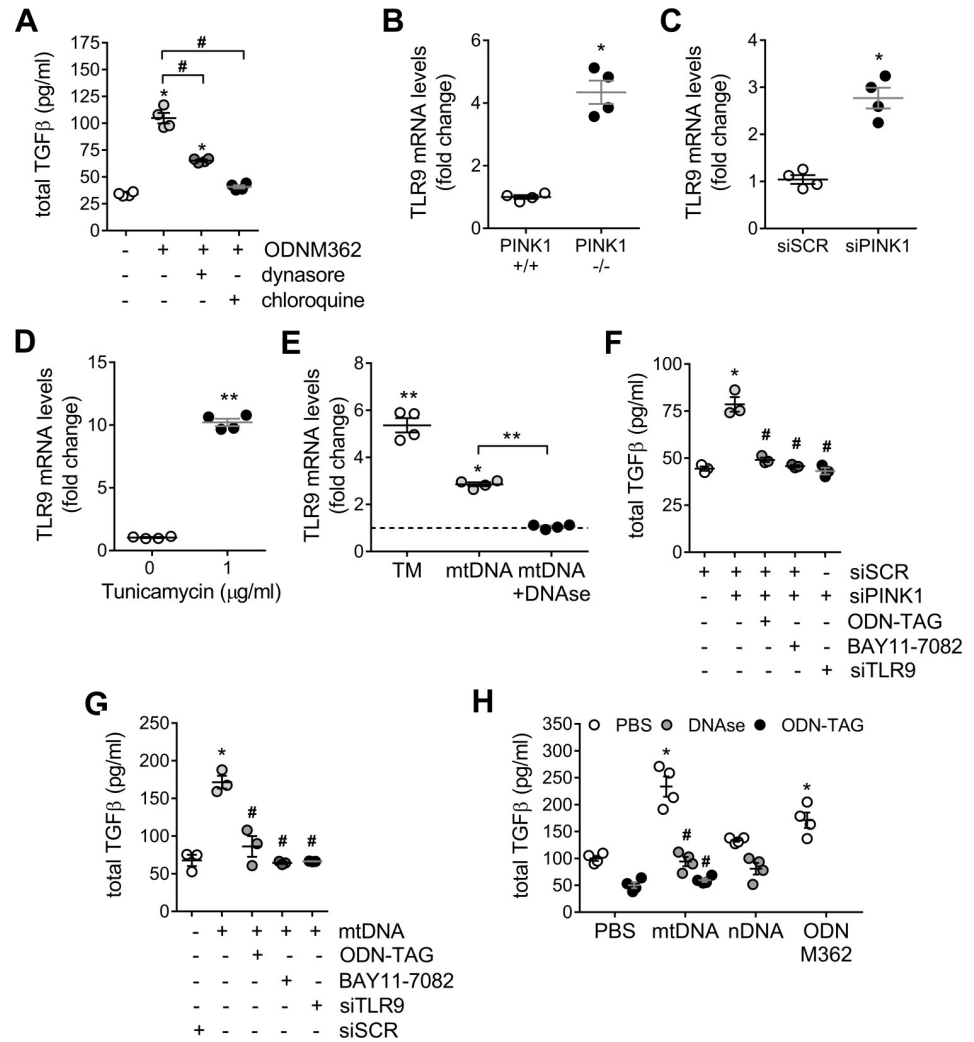 A
total TGFβ (pg/ml)
175
150
125
100
75
50
25
0
#
#
*
*
- + + + ODNM362
- - + - dynasore
- - - + chloroquine
B
TLR9 mRNA levels
(fold change)
6
4
2
0
*
PINK1
+/+
PINK1
-/-
C
TLR9 mRNA levels
(fold change)
4
3
2
1
0
*
siSCR siPINK1
D
TLR9 mRNA levels
(fold change)
15
10
5
0
**
0 1
Tunicamycin (μg/ml)
E
TLR9 mRNA levels
(fold change)
8
6
4
2
0
**
*
**
TM mtDNA mtDNA
+DNAse
F
total TGFβ (pg/ml)
100
75
50
25
0
*
# # #
+ + + + - siSCR
- + + + + siPINK1
- - + - - ODN-TAG
- - - + - BAY11-7082
- - - - + siTLR9
G
total TGFβ (pg/ml)
250
200
150
100
50
0
*
# # #
- + + + + mtDNA
- - + - - ODN-TAG
- - - + - BAY11-7082
- - - - + siTLR9
+ - - - - siSCR
H
total TGFβ (pg/ml)
350
300
250
200
150
100
50
0
PBS DNAse ODN-TAG
*
#
#
*
PBS mtDNA nDNA ODN
M362